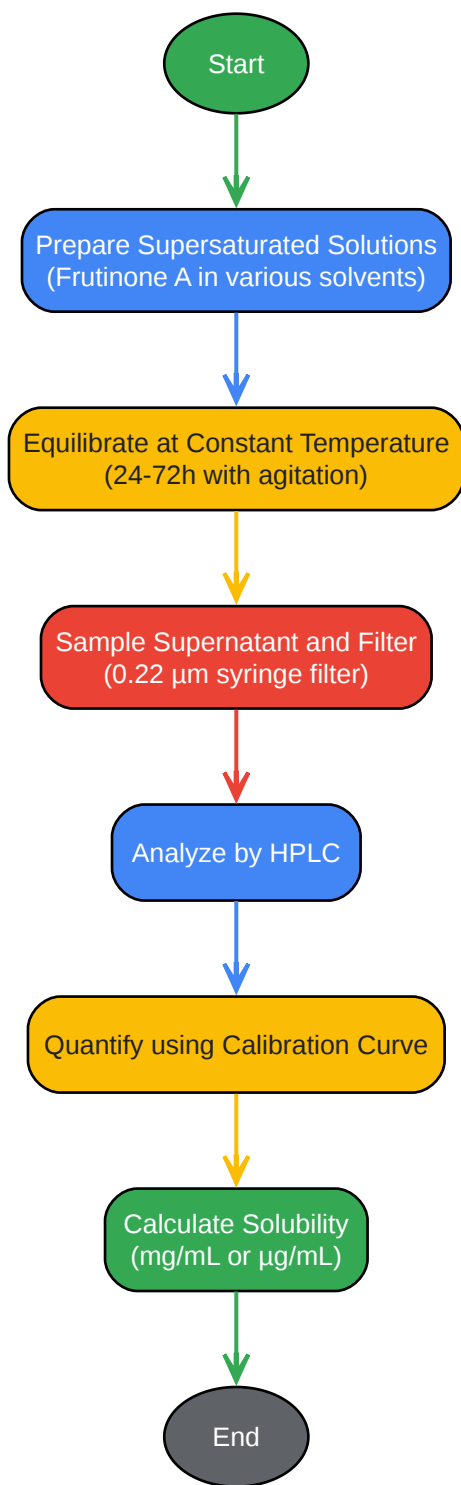 Start
Prepare Supersaturated Solutions
(Frutinone A in various solvents)
Equilibrate at Constant Temperature
(24-72h with agitation)
Sample Supernatant and Filter
(0.22 µm syringe filter)
Analyze by HPLC
Quantify using Calibration Curve
Calculate Solubility
(mg/mL or µg/mL)
End